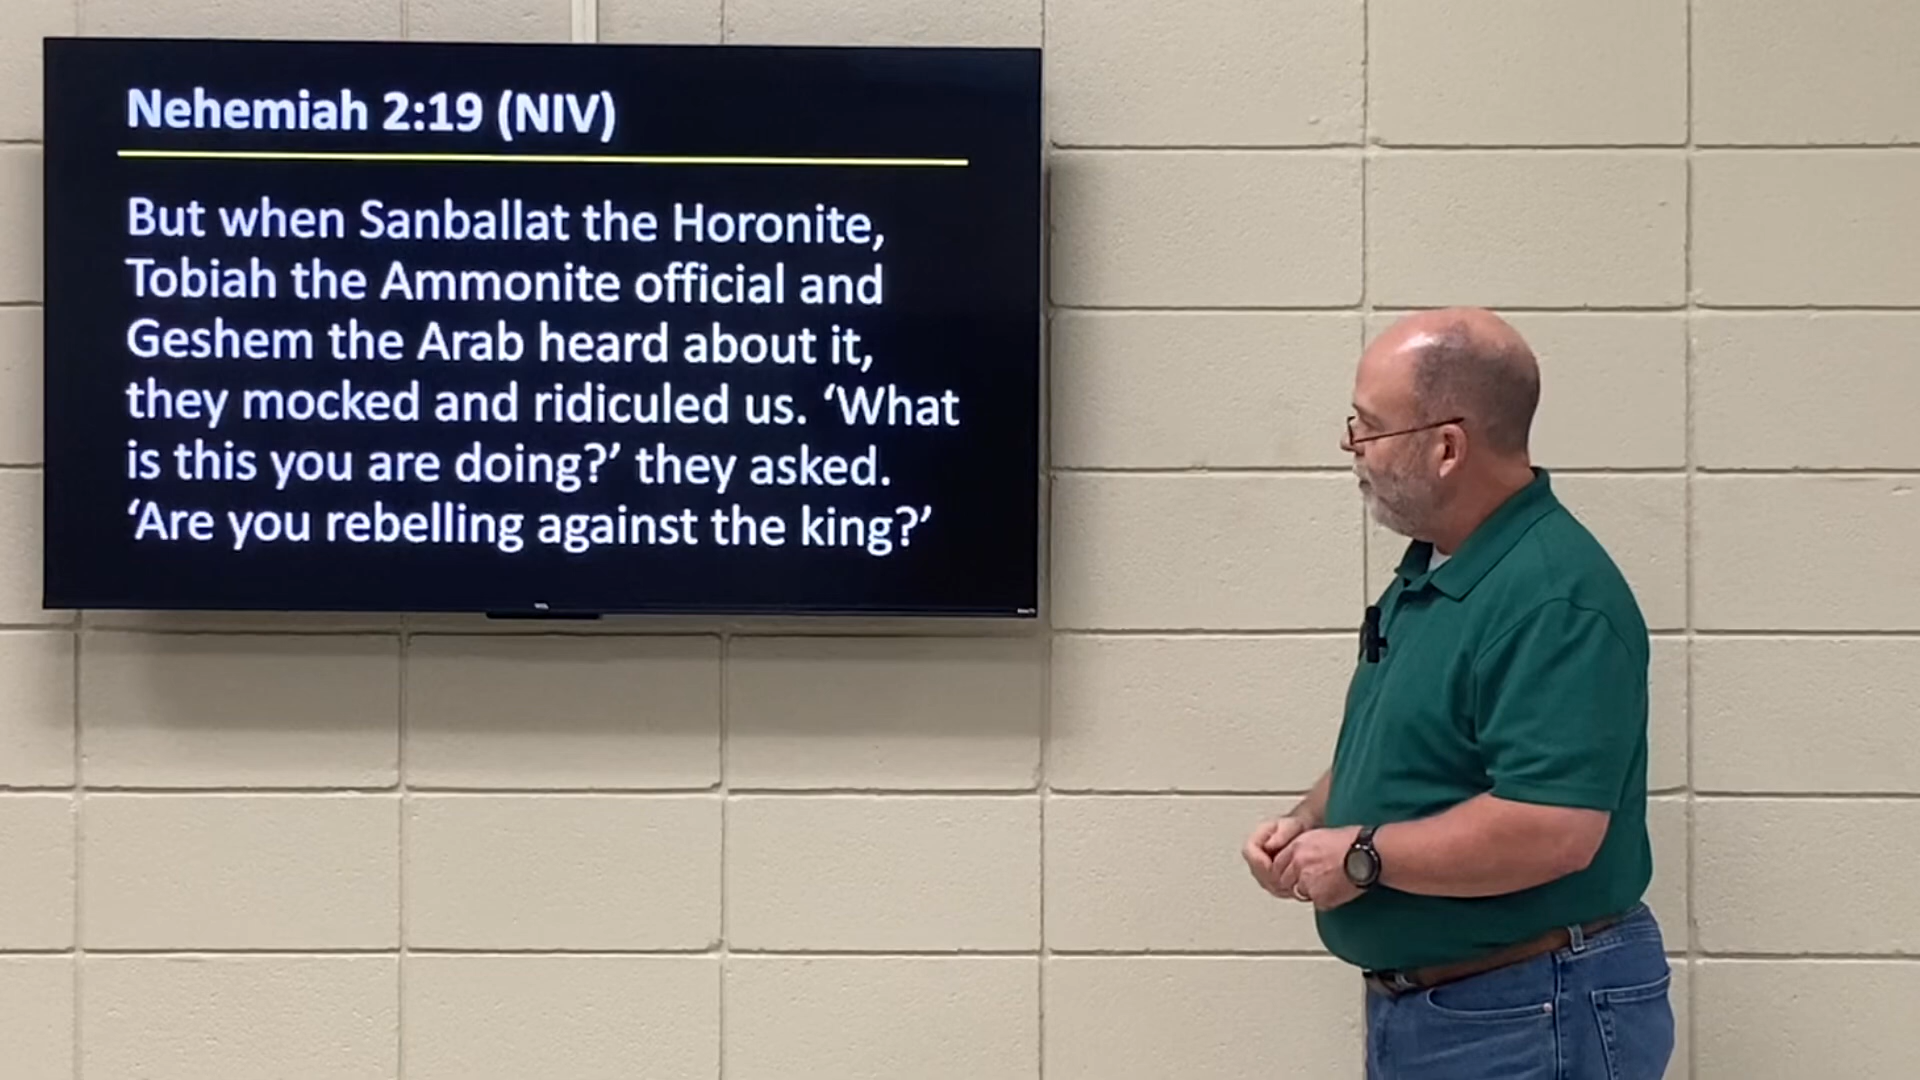 Nehemiah 2:19 (NIV)
But when Sanballat the Horonite,
Tobiah the Ammonite official and
Geshem the Arab heard about it,
they mocked and ridiculed us. ‘What
is this you are doing?’ they asked.
‘Are you rebelling against the king?’
TCL